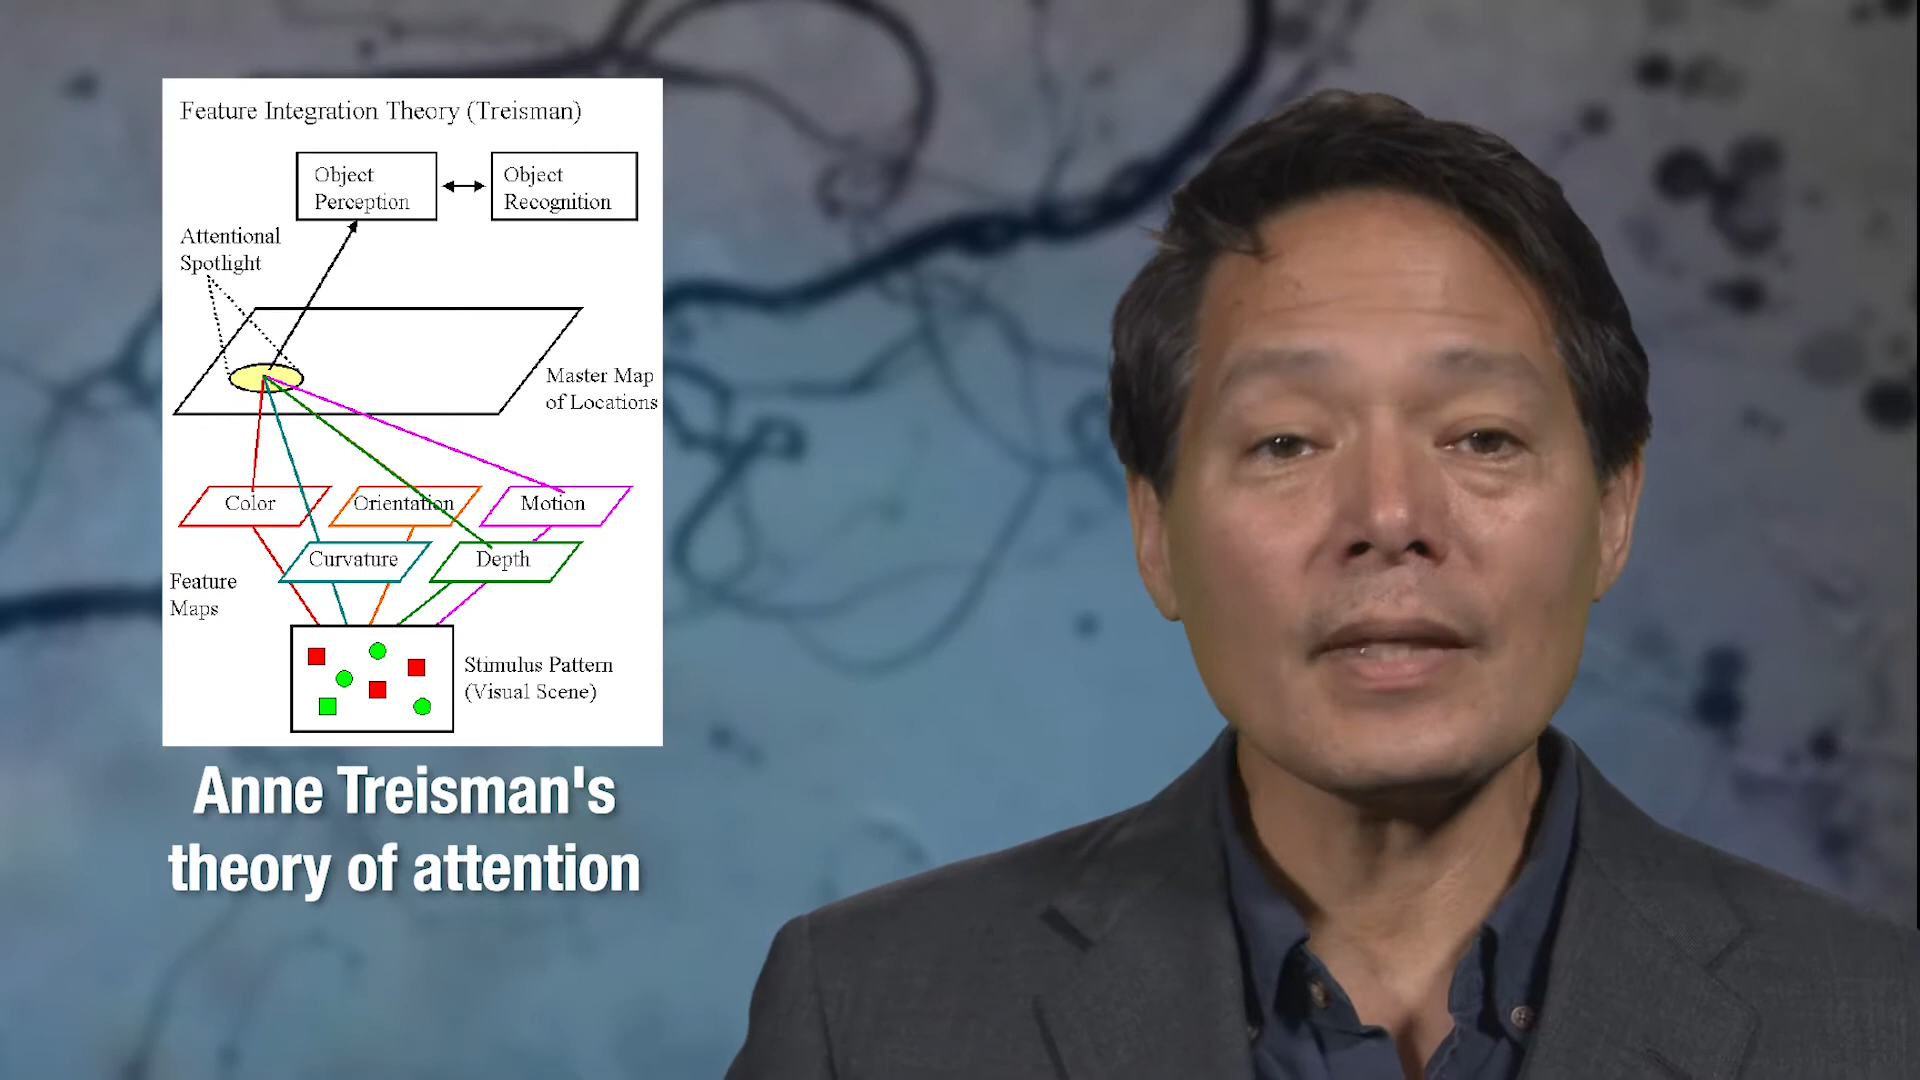 Feature Integration Theory (Treisman)
Object
Perception
Object
Recognition
Attentional
Spotlight
Master Map
of Locations
Color
Orientation
Motion
Curvature
Depth
Feature
Maps
Stimulus Pattern
(Visual Scene)
Anne Treisman's
theory of attention